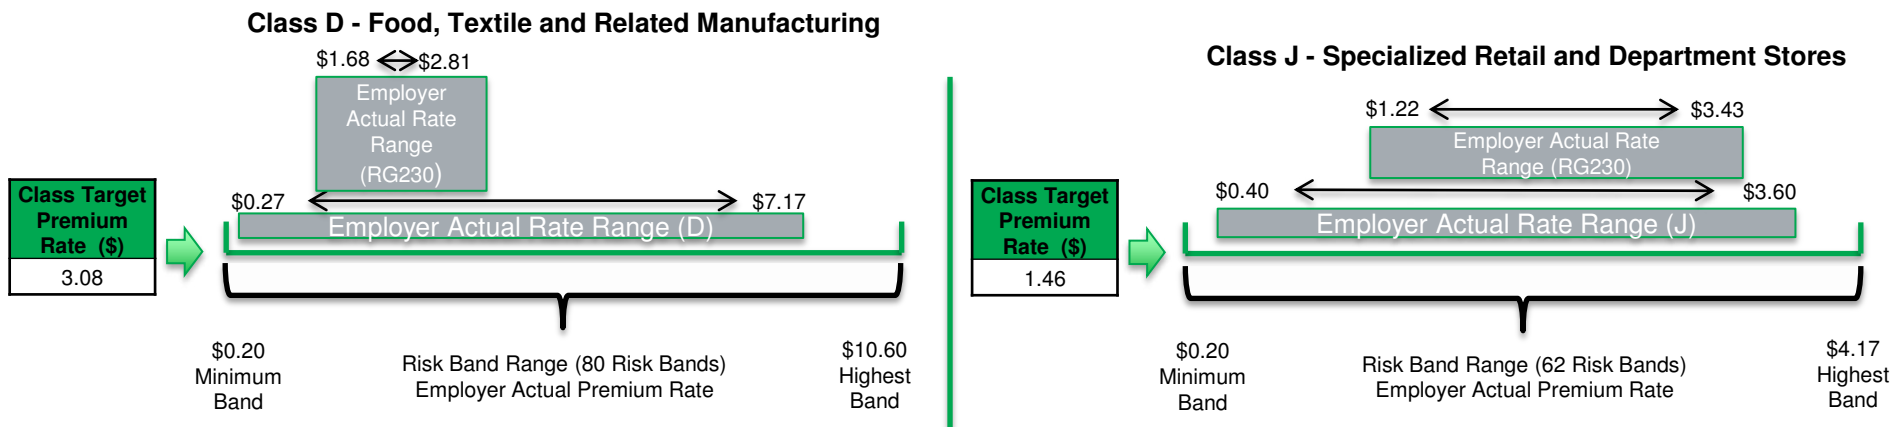 Class D - Food, Textile and Related Manufacturing
$1.68
$2.81
Employer
Actual Rate
Range
(RG230)
Class Target
Premium
Rate ($)
3.08
$0.27
$7.17
Employer Actual Rate Range (D)
$0.20
Minimum
Band
Risk Band Range (80 Risk Bands)
Employer Actual Premium Rate
$10.60
Highest
Band
Class J - Specialized Retail and Department Stores
$1.22
$3.43
Employer Actual Rate
Range (RG230)
Class Target
Premium
Rate ($)
1.46
$0.40
$3.60
Employer Actual Rate Range (J)
$0.20
Minimum
Band
Risk Band Range (62 Risk Bands)
Employer Actual Premium Rate
$4.17
Highest
Band